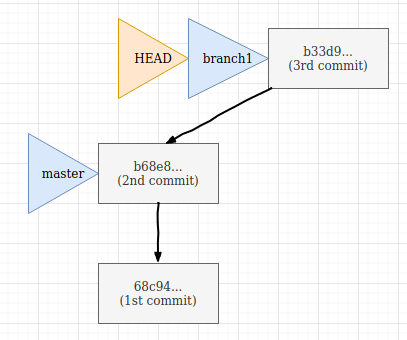 HEAD
branch1
b33d9...
(3rd commit)
master
b68e8...
(2nd commit)
68c94...
(1st commit)